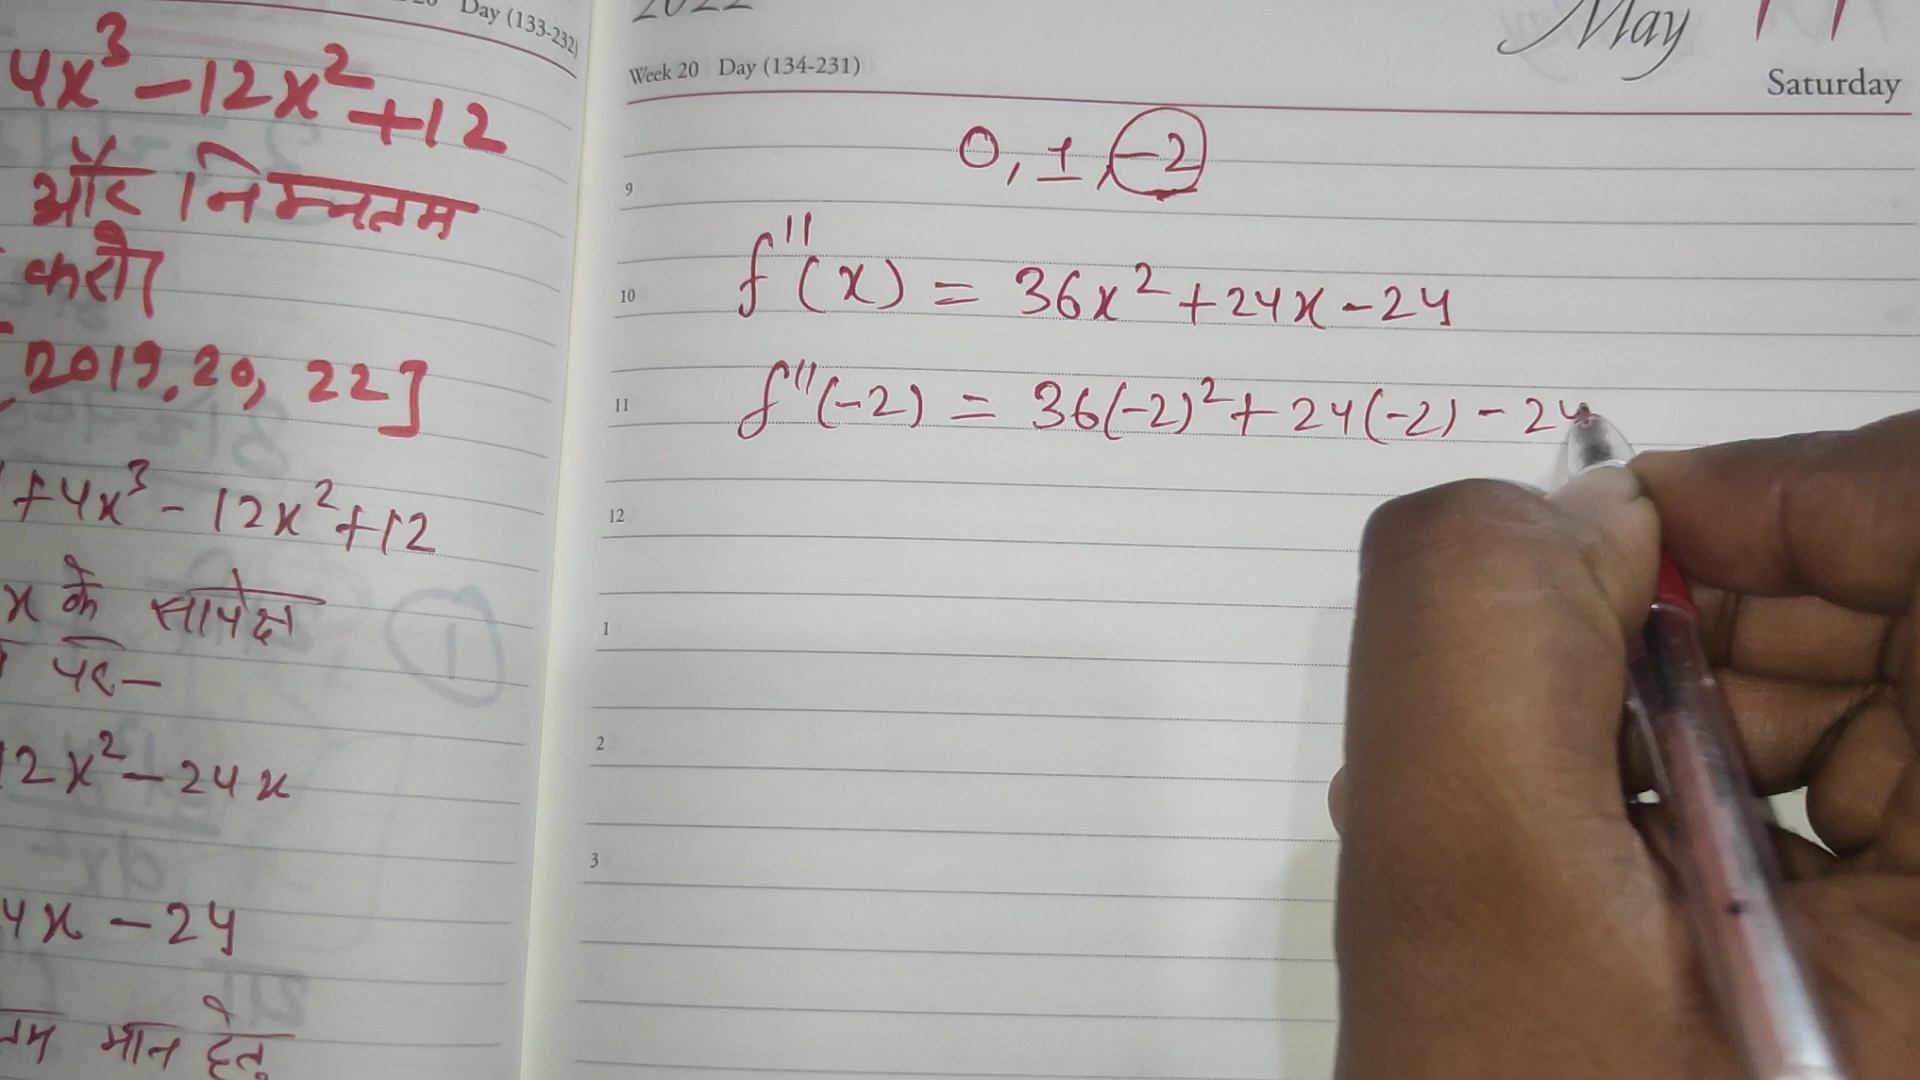 Day (133-232)
4x³-12x²+12
और निम्नतम
करो।
2019, 20, 22]
+4x³-12x²+12
x के सापेक्ष
पर-
12x²-24x
4x-24
मान हेतु
2022
May
Week 20 Day (134-231)
Saturday
0, 1, -2
9
f''(x) = 36x²+24x-24
10
f''(-2) = 36(-2)²+24(-2)-24
11
12
1
2
3